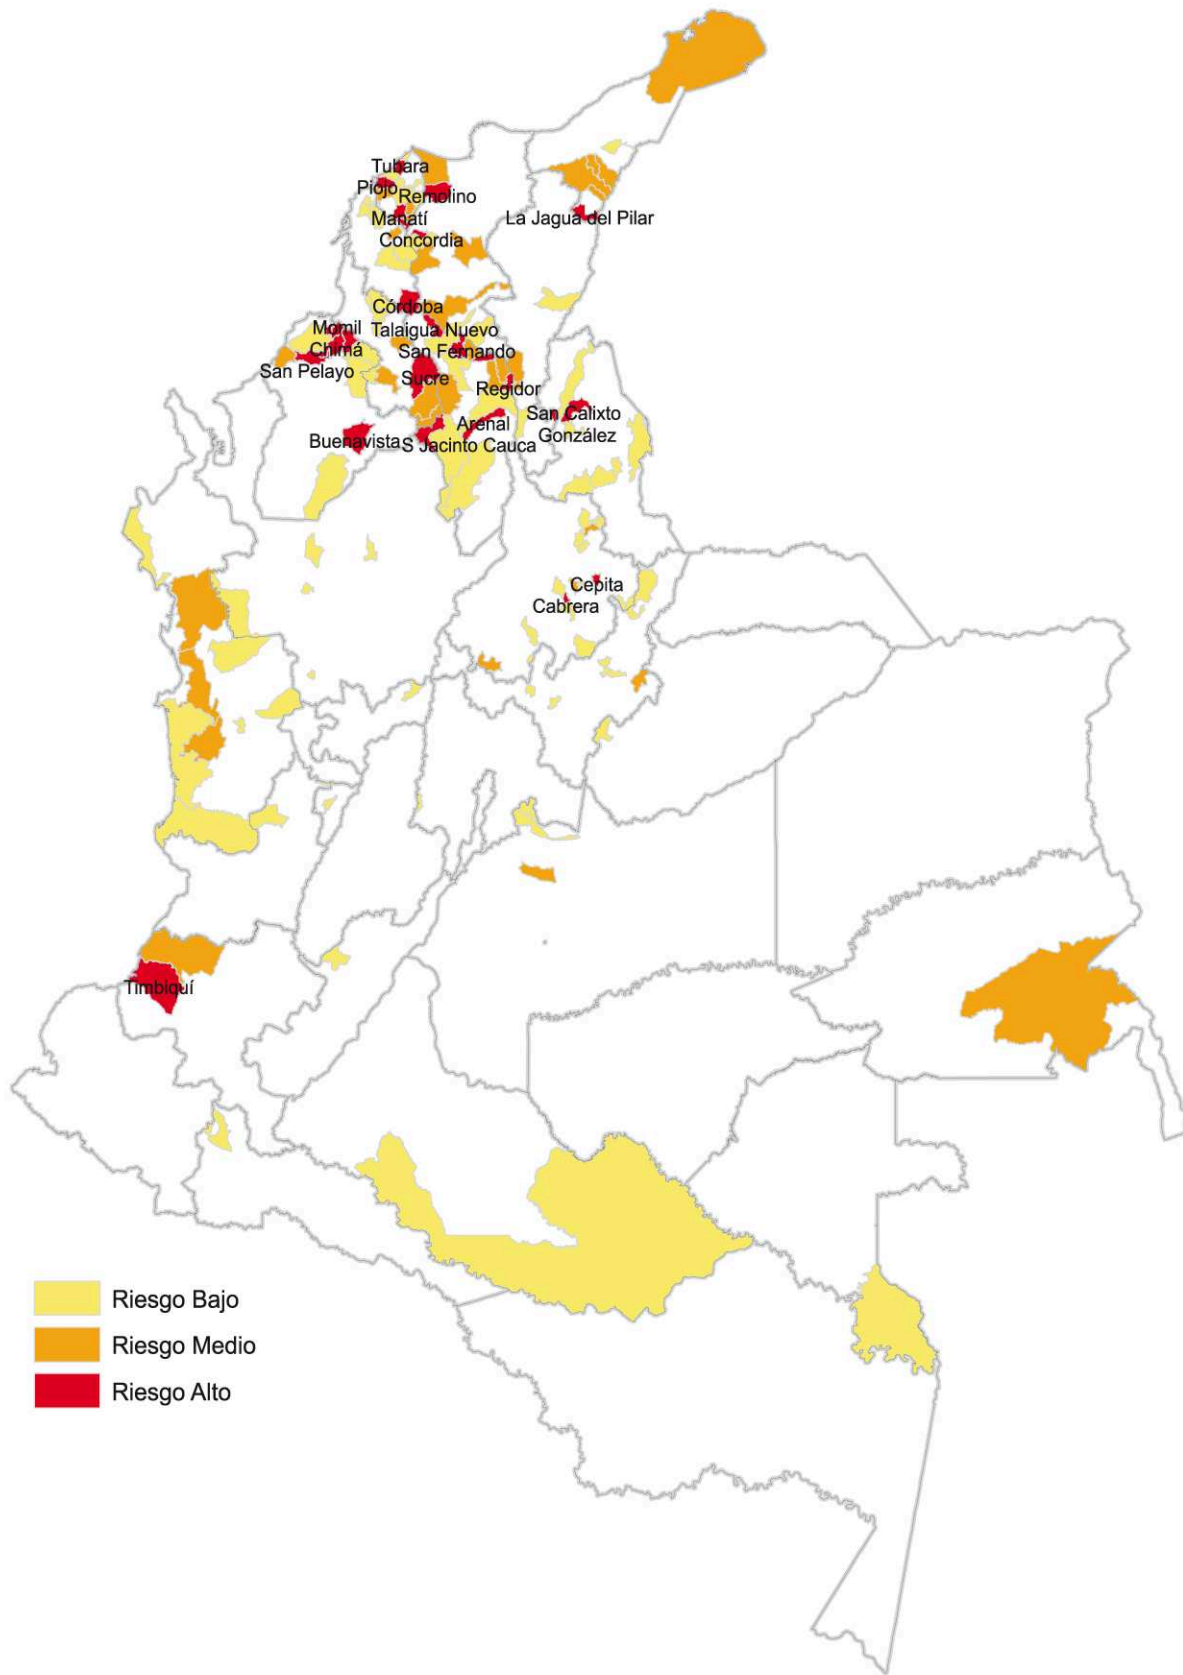 Tubara
Piojo
Remolino
Manatí
La Jagua del Pilar
Concordia
Córdoba
Momil
Talaigua Nuevo
Chimá
San Fernando
San Pelayo
Sucre
Regidor
San Calixto
Arenal
González
Buenavista
S Jacinto Cauca
Cepita
Cabrera
Timbiquí
Riesgo Bajo
Riesgo Medio
Riesgo Alto